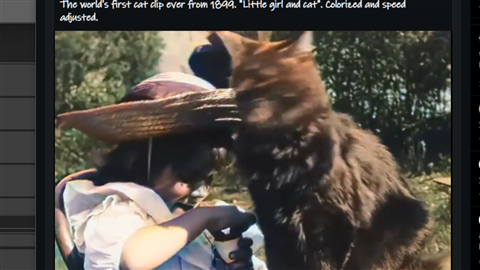 The world's first cat clip ever from 1899. "Little girl and cat". Colorized and speed
adjusted.